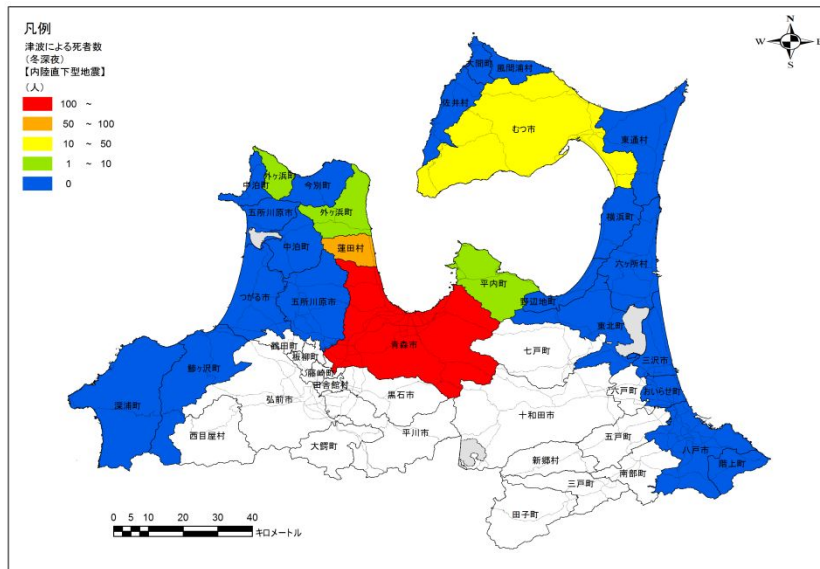 凡例
津波による死者数
(冬深夜)
【内陸直下型地震】
(人)
100 ~
50 ~ 100
10 ~ 50
1 ~ 10
0
N
W
E
S
大間町
風間浦村
佐井村
むつ市
東通村
外ヶ浜町
中泊町
今別町
五所川原市
外ヶ浜町
横浜町
中泊町
蓬田村
六ヶ所村
平内町
つがる市
五所川原市
野辺地町
東北町
青森市
鶴田町
七戸町
板柳町
三沢市
鰺ヶ沢町
藤崎町
田舎館村
六戸町
おいらせ町
黒石市
深浦町
弘前市
十和田市
西目屋村
平川市
五戸町
大鰐町
八戸市
新郷村
階上町
南部町
三戸町
田子町
0 5 10 20 30 40
キロメートル